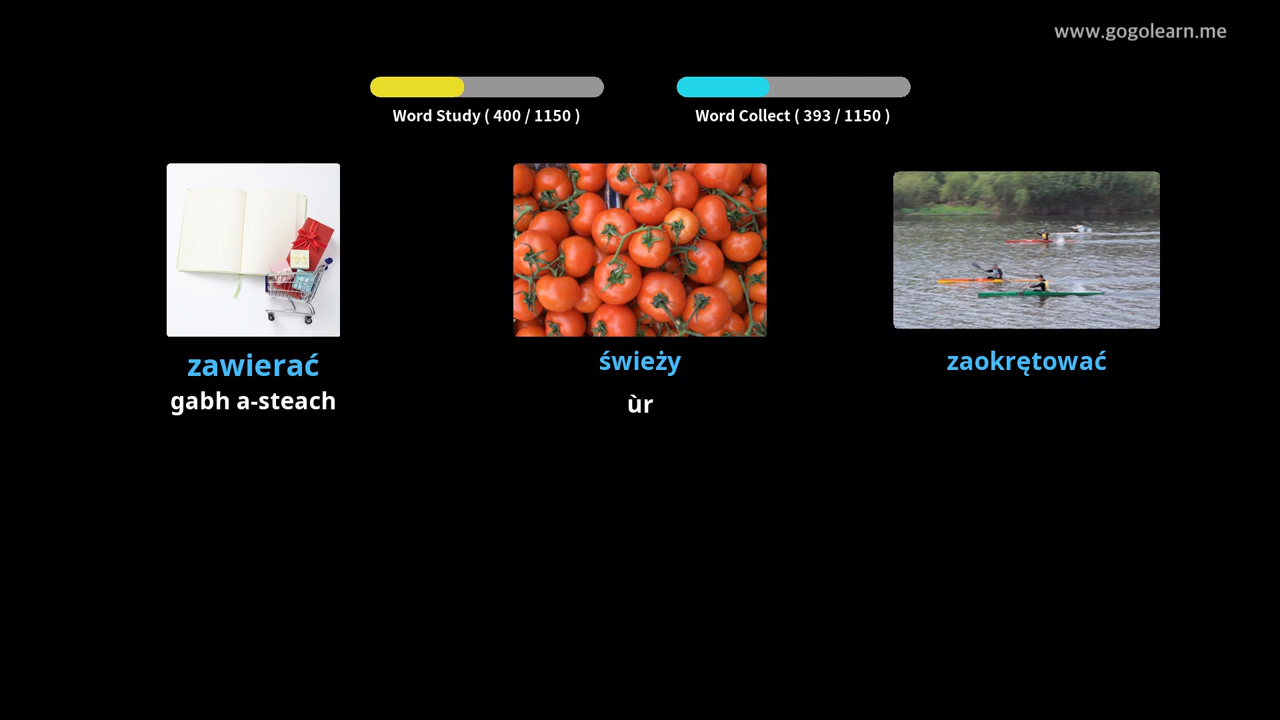 www.gogolearn.me
Word Study ( 400 / 1150 )
Word Collect ( 393 / 1150 )
zawierać
gabh a-steach
świeży
ùr
zaokrętować